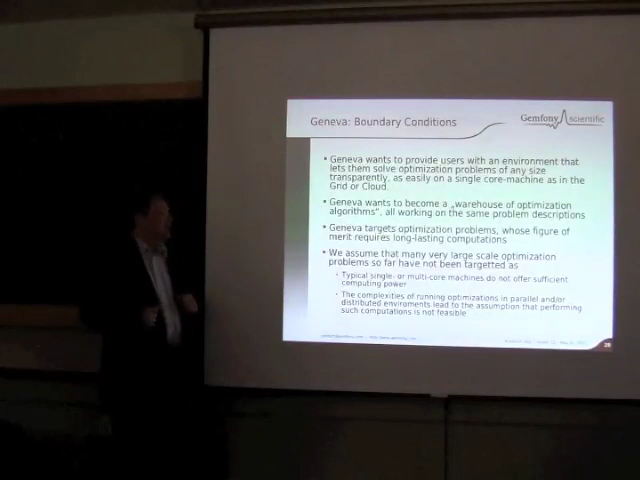 Geneva: Boundary Conditions
Gemfony scientific
• Geneva wants to provide users with an environment that
lets them solve optimization problems of any size
transparently, as easily on a single core-machine as in the
Grid or Cloud.
• Geneva wants to become a „warehouse of optimization
algorithms", all working on the same problem descriptions
• Geneva targets optimization problems, whose figure of
merit requires long-lasting computations
• We assume that many very large scale optimization
problems so far have not been targetted as
• Typical single- or multi-core machines do not offer sufficient
computing power
• The complexities of running optimizations in parallel and/or
distributed enviroments lead to the assumption that performing
such computations is not feasible